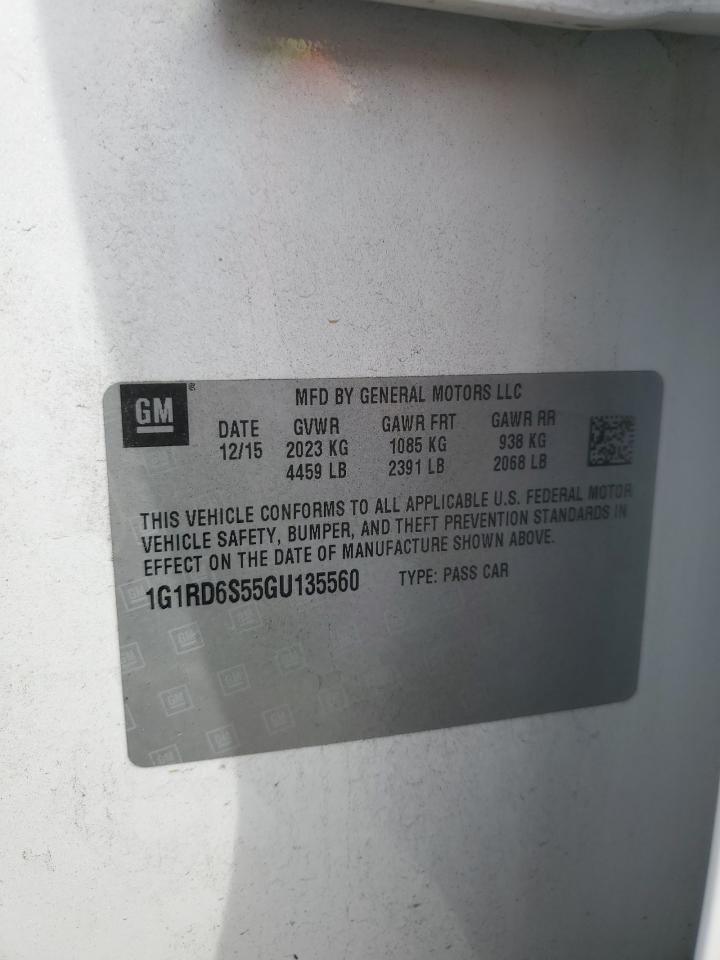 GM®
MFD BY GENERAL MOTORS LLC
DATE GVWR GAWR FRT GAWR RR
12/15 2023 KG 1085 KG 938 KG
4459 LB 2391 LB 2068 LB
THIS VEHICLE CONFORMS TO ALL APPLICABLE U.S. FEDERAL MOTOR
VEHICLE SAFETY, BUMPER, AND THEFT PREVENTION STANDARDS IN
EFFECT ON THE DATE OF MANUFACTURE SHOWN ABOVE.
1G1RD6S55GU135560 TYPE: PASS CAR